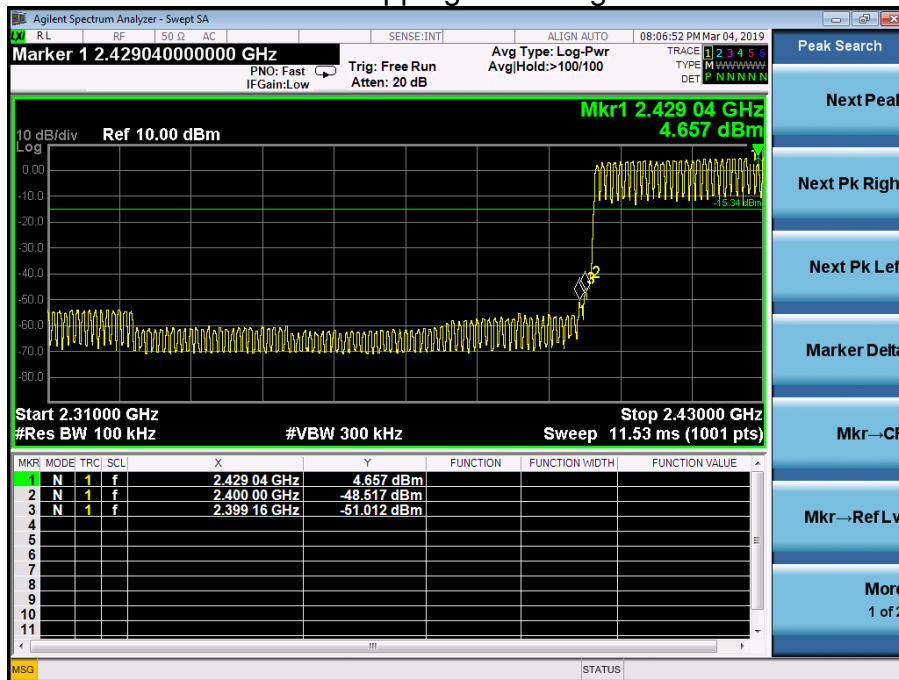 Agilent Spectrum Analyzer - Swept SA
LXI RL RF 50 Ω AC SENSE:INT ALIGN AUTO 08:06:52 PM Mar 04, 2019
Marker 1 2.429040000000 GHz
PNO: Fast
IFGain:Low
Trig: Free Run
Atten: 20 dB
Avg Type: Log-Pwr
Avg|Hold:>100/100
TRACE 1 2 3 4 5 6
TYPE M W W W W W
DET P N N N N N
Mkr1 2.429 04 GHz
4.657 dBm
10 dB/div Ref 10.00 dBm
Log
0.00
-10.0
-15.34 dBm
-20.0
-30.0
-40.0
2
3
-50.0
-60.0
-70.0
-80.0
Start 2.31000 GHz Stop 2.43000 GHz
#Res BW 100 kHz #VBW 300 kHz Sweep 11.53 ms (1001 pts)
MKR MODE TRC SCL X Y FUNCTION FUNCTION WIDTH FUNCTION VALUE
1 N 1 f 2.429 04 GHz 4.657 dBm
2 N 1 f 2.400 00 GHz -48.517 dBm
3 N 1 f 2.399 16 GHz -51.012 dBm
4
5
6
7
8
9
10
11
MSG STATUS
Peak Search
Next Peak
Next Pk Righ
Next Pk Lef
Marker Delta
Mkr→CF
Mkr→Ref Lv
More
1 of 2